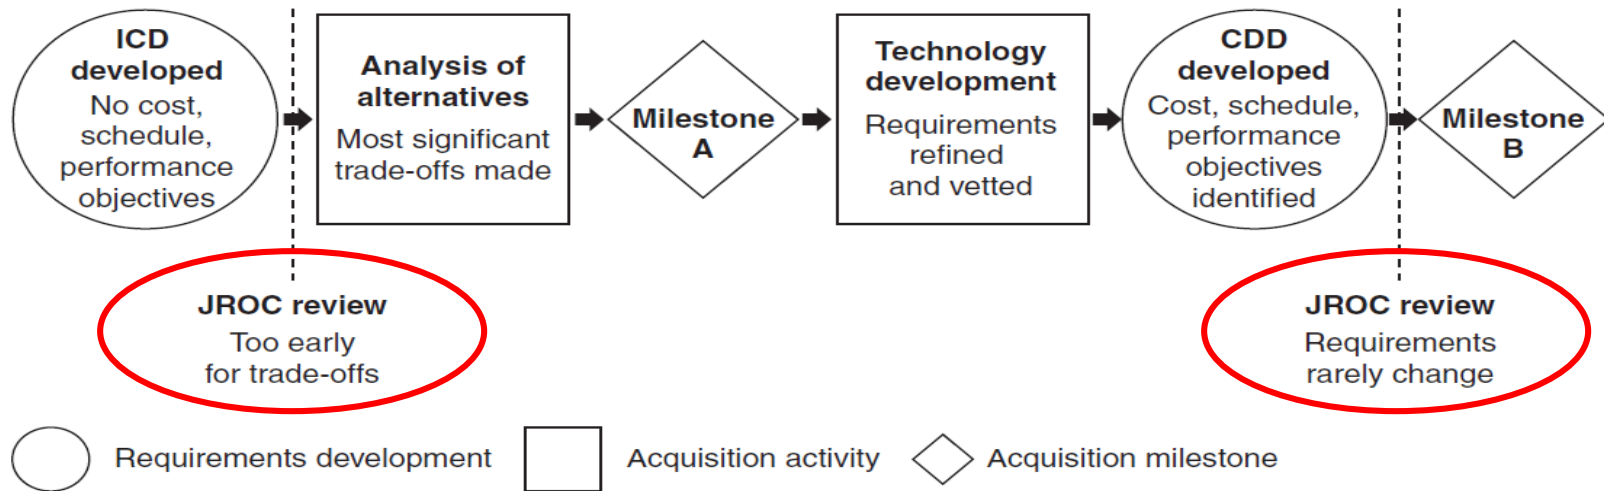 ICD
developed
No cost,
schedule,
performance
objectives
Analysis of
alternatives
Most significant
trade-offs made
Milestone
A
Technology
development
Requirements
refined
and vetted
CDD
developed
Cost, schedule,
performance
objectives
identified
Milestone
B
JROC review
Too early
for trade-offs
JROC review
Requirements
rarely change
Requirements development
Acquisition activity
Acquisition milestone